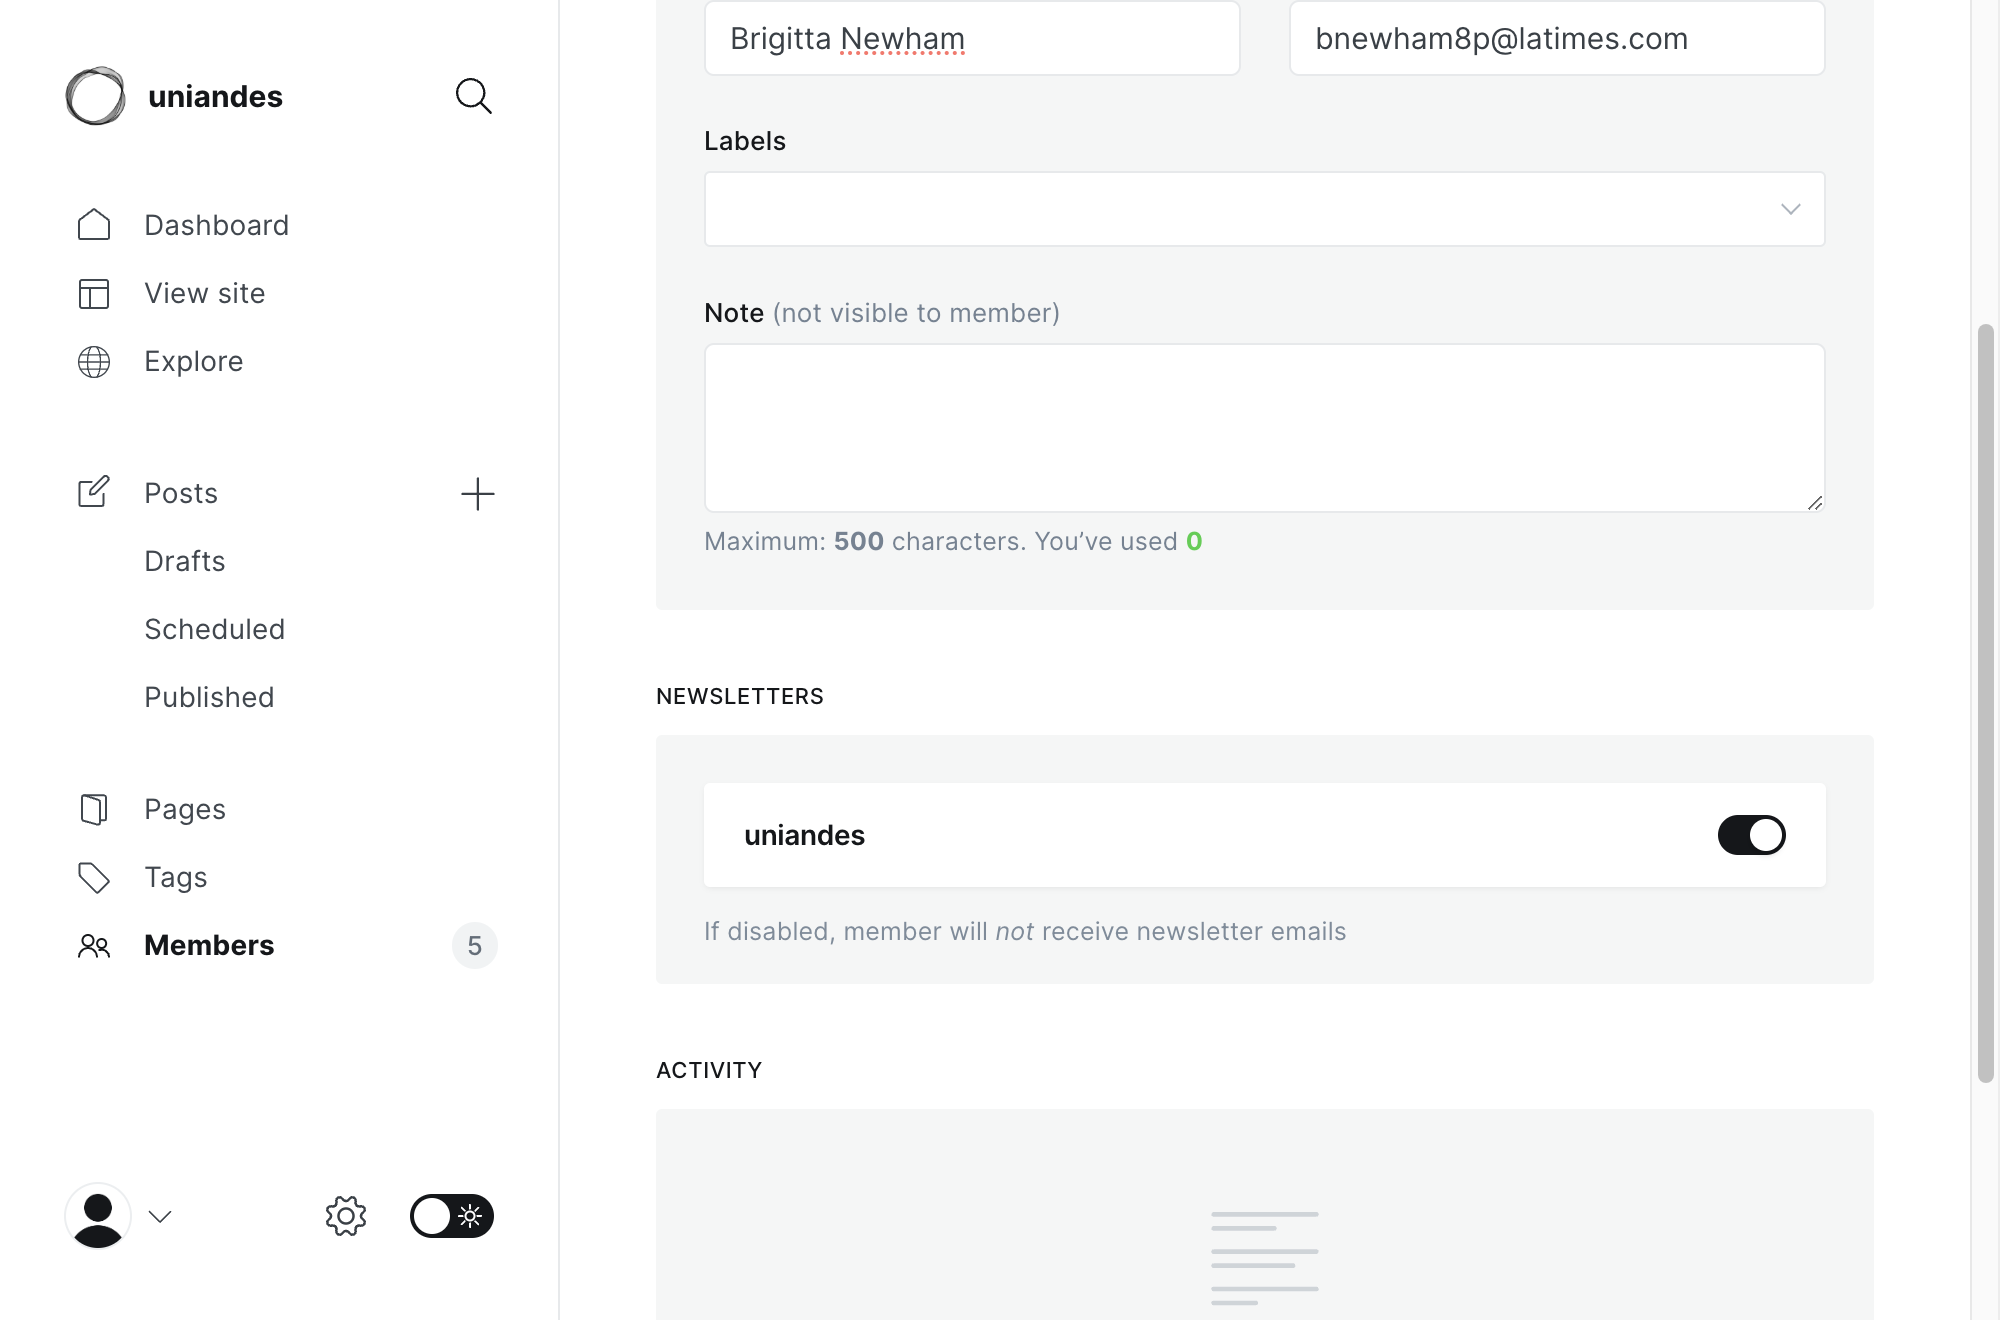 uniandes
Dashboard
View site
Explore
Posts
Drafts
Scheduled
Published
Pages
Tags
Members
5
Brigitta Newham
bnewham8p@latimes.com
Labels
Note (not visible to member)
Maximum: 500 characters. You’ve used 0
NEWSLETTERS
uniandes
If disabled, member will not receive newsletter emails
ACTIVITY